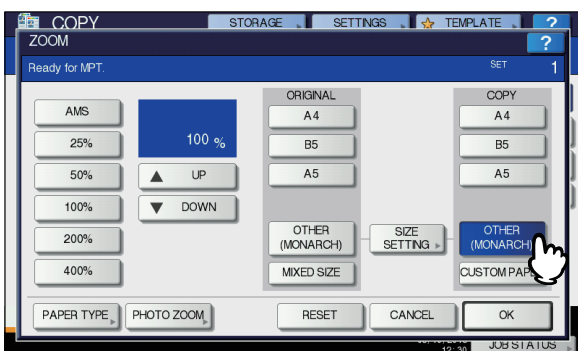 COPY
STORAGE
SETTINGS
TEMPLATE
?
ZOOM
?
Ready for MPT.
SET 1
ORIGINAL
COPY
AMS
100 %
A4
A4
25%
B5
B5
50%
UP
A5
A5
100%
DOWN
200%
OTHER
(MONARCH)
SIZE
SETTING
OTHER
(MONARCH)
400%
MIXED SIZE
PAPER TYPE
PHOTO ZOOM
RESET
CANCEL
OK
JOB STATUS